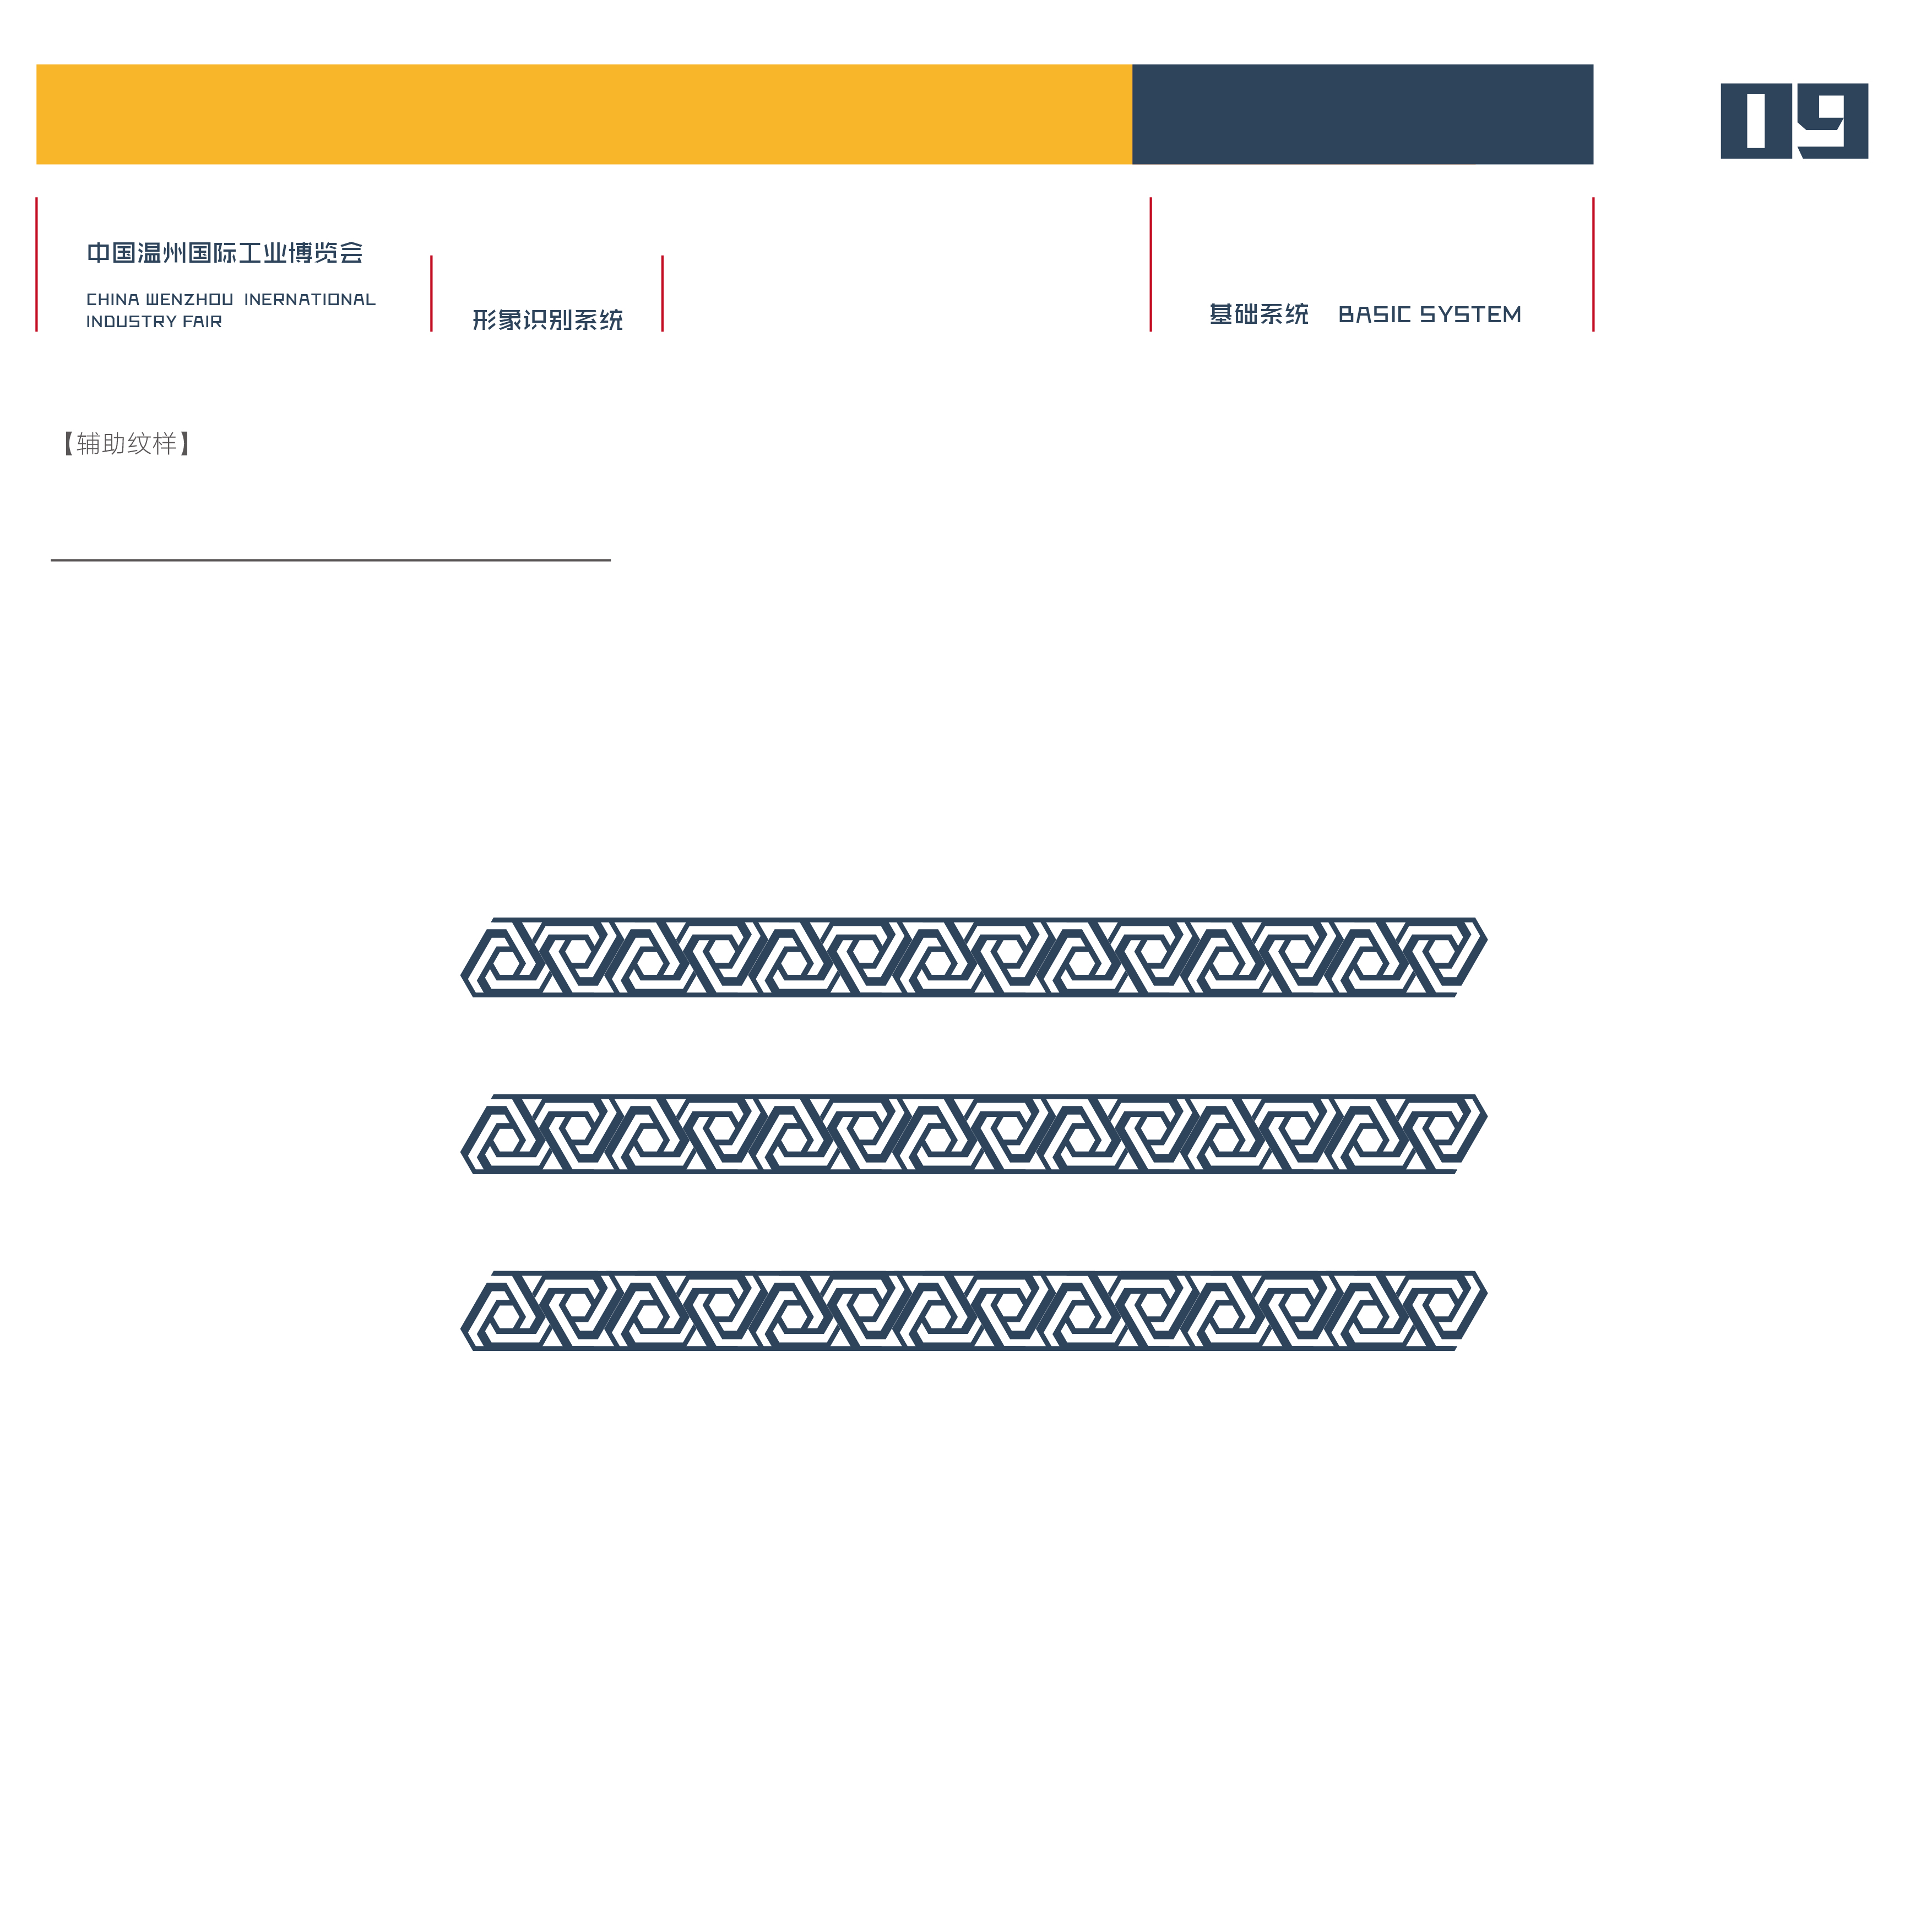 09
中国温州国际工业博览会
CHINA WENZHOU INERNATIONAL
INDUSTRY FAIR
形象识别系统
基础系统 BASIC SYSTEM
【辅助纹样】